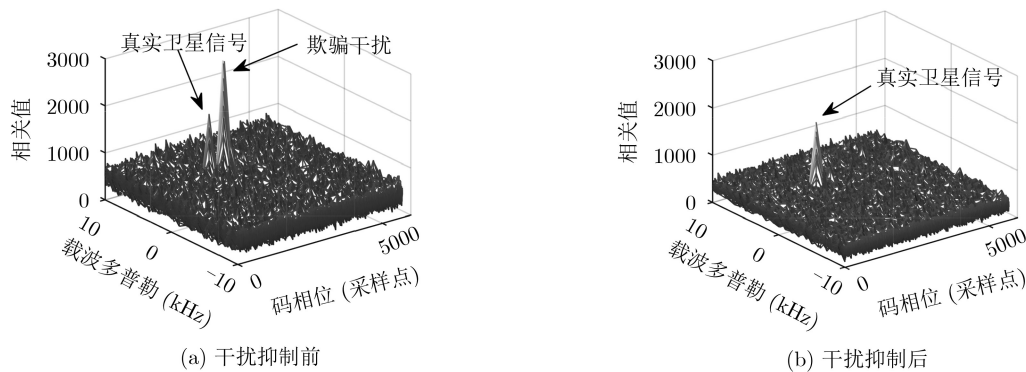 真实卫星信号
欺骗干扰
3000
2000
1000
0
相关值
10
0
−10
载波多普勒 (kHz)
0
5000
码相位 (采样点)
(a) 干扰抑制前
真实卫星信号
3000
2000
1000
0
相关值
10
0
−10
载波多普勒 (kHz)
0
5000
码相位 (采样点)
(b) 干扰抑制后